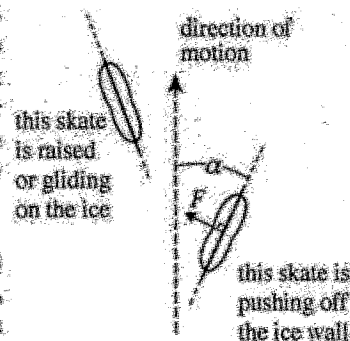 direction of
motion
this skate
is raised
or gliding
on the ice
α
F
this skate is
pushing off
the ice wall